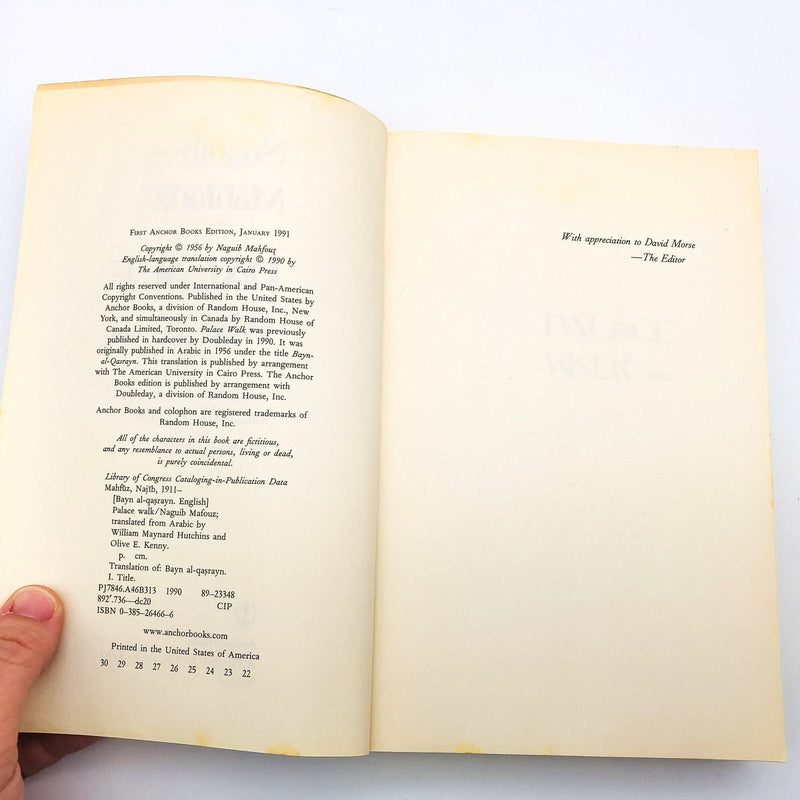 First Anchor Books Edition, January 1991
Copyright © 1956 by Naguib Mahfouz
English-language translation copyright © 1990 by
The American University in Cairo Press
All rights reserved under International and Pan-American
Copyright Conventions. Published in the United States by
Anchor Books, a division of Random House, Inc., New
York, and simultaneously in Canada by Random House of
Canada Limited, Toronto. Palace Walk was previously
published in hardcover by Doubleday in 1990. It was
originally published in Arabic in 1956 under the title Bayn-
al-Qasrayn. This translation is published by arrangement
with The American University in Cairo Press. The Anchor
Books edition is published by arrangement with
Doubleday, a division of Random House, Inc.
Anchor Books and colophon are registered trademarks of
Random House, Inc.
All of the characters in this book are fictitious,
and any resemblance to actual persons, living or dead,
is purely coincidental.
Library of Congress Cataloging-in-Publication Data
Mahfūz, Najīb, 1911–
[Bayn al-qaṣrayn. English]
Palace walk/Naguib Mafouz;
translated from Arabic by
William Maynard Hutchins and
Olive E. Kenny.
p. cm.
Translation of: Bayn al-qaṣrayn.
I. Title.
PJ7846.A46B313 1990 89–23348
892'.736—dc20 CIP
ISBN 0–385–26466–6
www.anchorbooks.com
Printed in the United States of America
30 29 28 27 26 25 24 23 22
With appreciation to David Morse
—The Editor